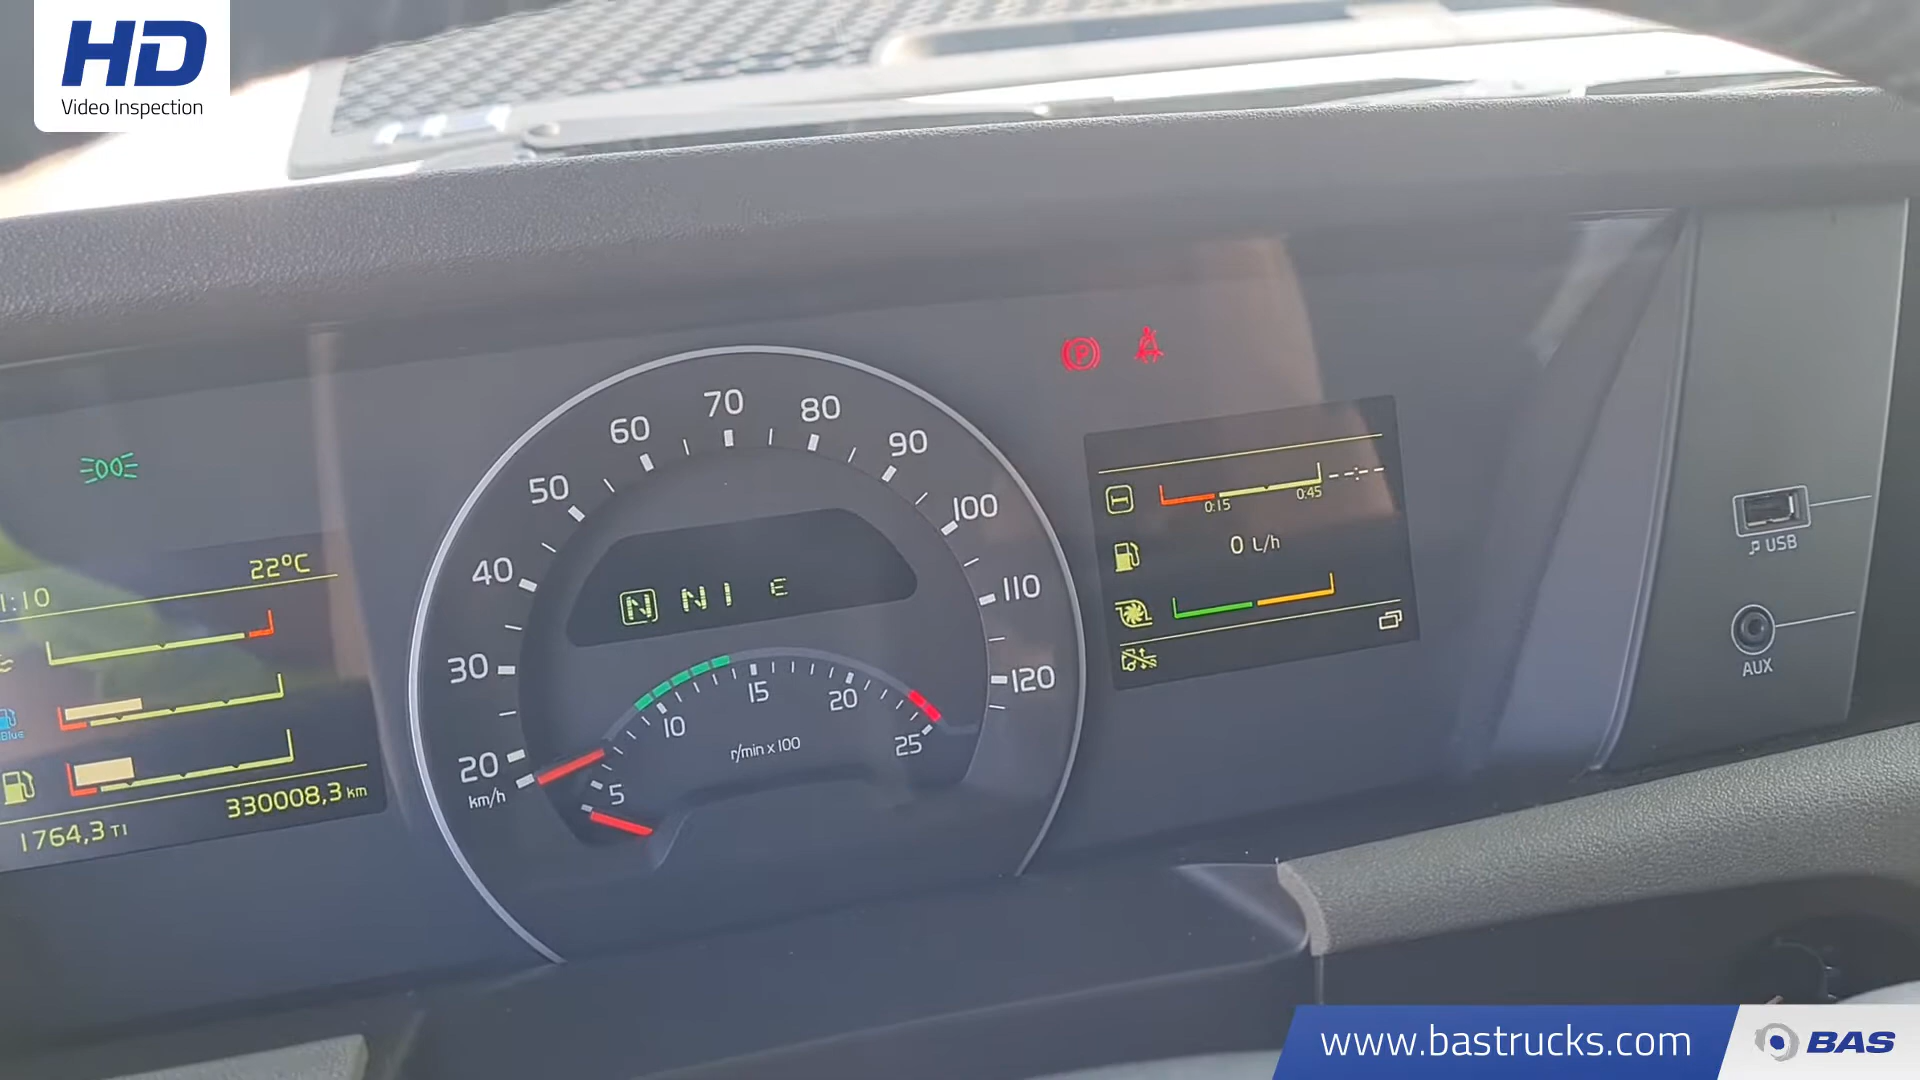 HD
Video Inspection
22°C
1:10
Blue
330008,3 km
1764,3 TI
20
30
40
50
60
70
80
90
100
110
120
km/h
N N1 E
5
10
15
20
25
r/min x 100
P
0:15
0:45
--:--
0 L/h
USB
AUX
www.bastrucks.com
BAS